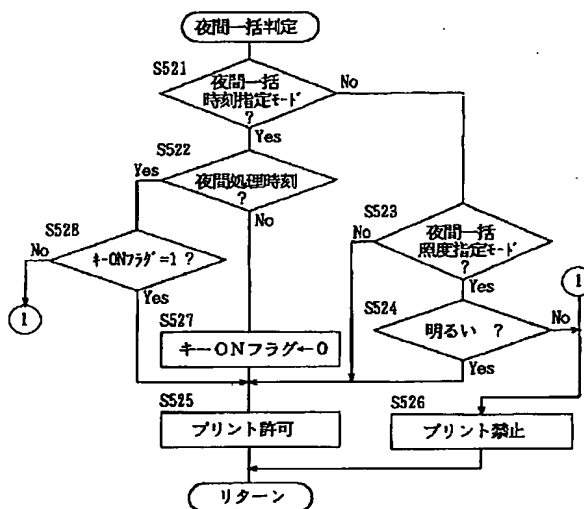 夜間一括判定
S521
夜間一括
時刻指定モード
?
No
Yes
S522
Yes
夜間処理時刻
?
No
S528
No
キーONフラグ=1 ?
Yes
1
S523
No
夜間一括
照度指定モード
?
Yes
1
S524
明るい ?
No
Yes
S527
キーONフラグ←0
S525
プリント許可
S526
プリント禁止
リターン